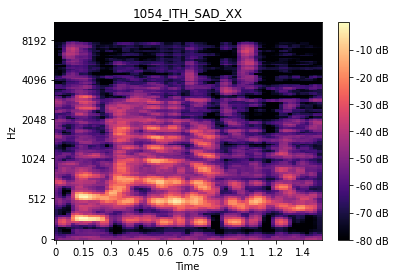 1054_ITH_SAD_XX
8192
4096
2048
1024
512
0
Hz
0 0.15 0.3 0.45 0.6 0.75 0.9 1.1 1.2 1.4
Time
-10 dB
-20 dB
-30 dB
-40 dB
-50 dB
-60 dB
-70 dB
-80 dB